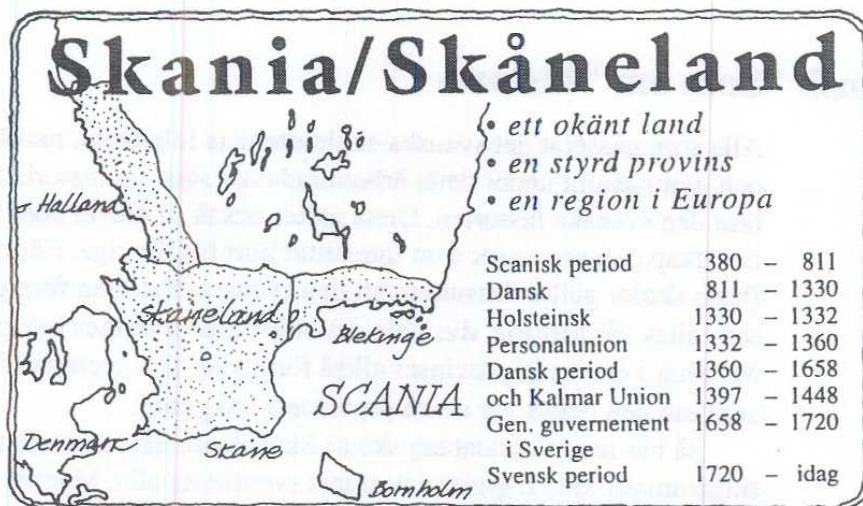 Skania/Skåneland
• ett okänt land
• en styrd provins
• en region i Europa
Halland
Skåneland
Blekinge
SCANIA
Denmark
Skåne
Bornholm
Scanisk period 380 – 811
Dansk 811 – 1330
Holsteinsk 1330 – 1332
Personalunion 1332 – 1360
Dansk period 1360 – 1658
och Kalmar Union 1397 – 1448
Gen. guvernement 1658 – 1720
i Sverige
Svensk period 1720 – idag